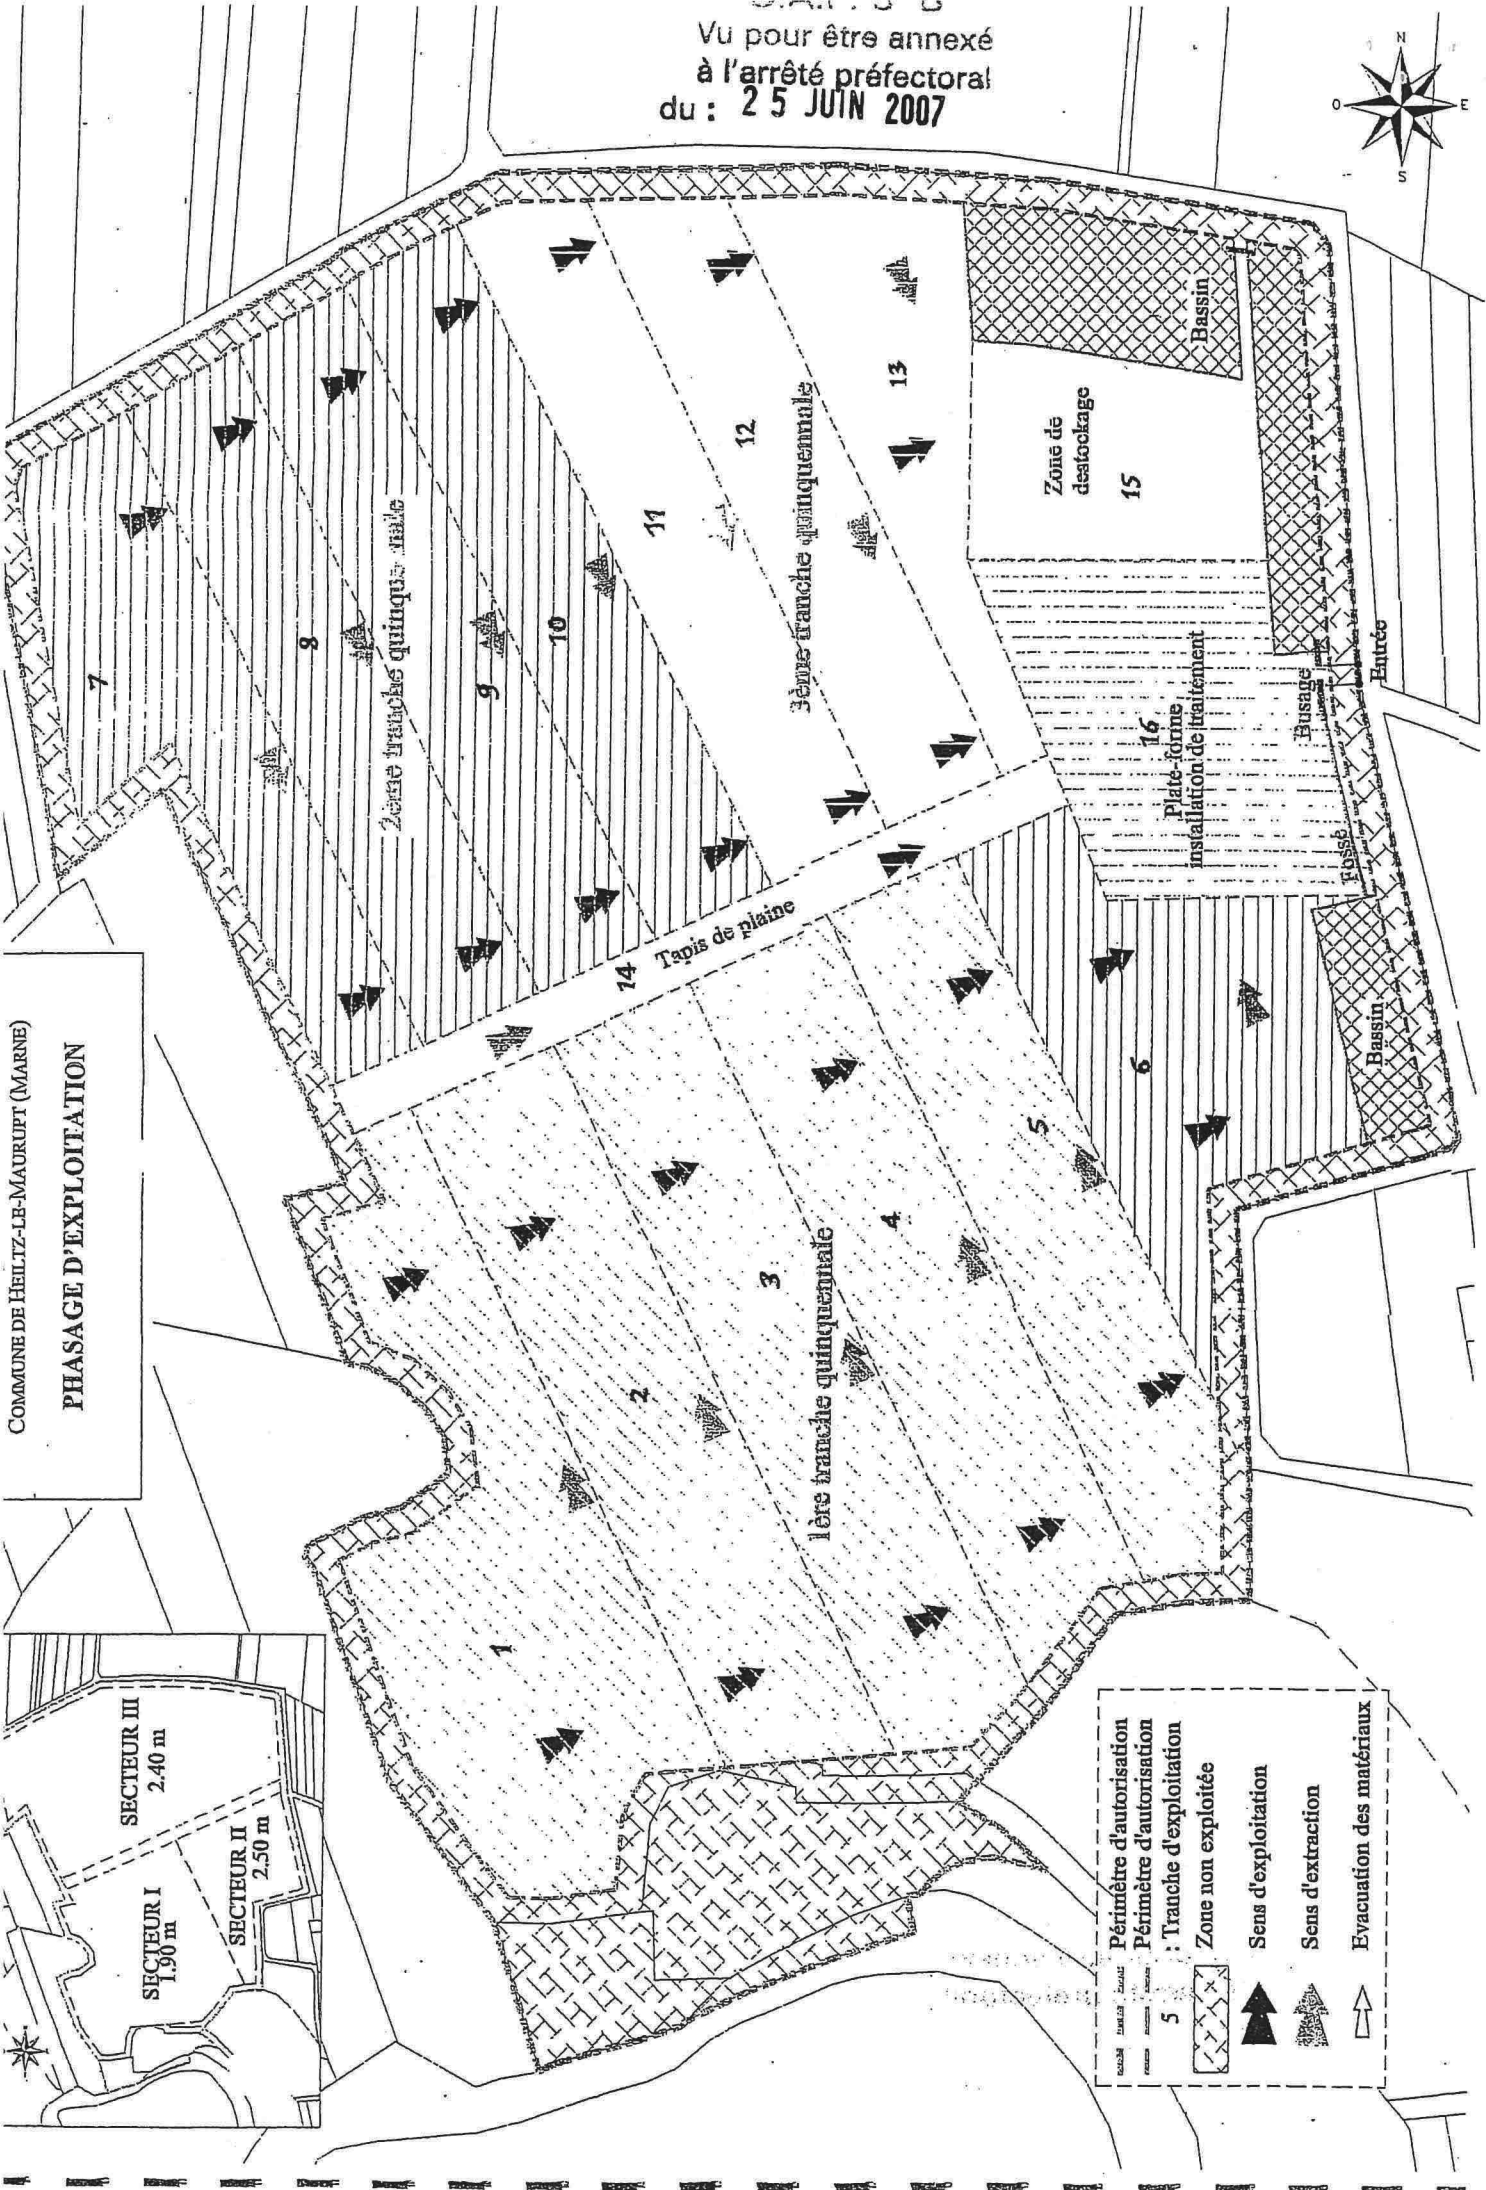 Vu pour être annexé
à l'arrêté préfectoral
du : 25 JUIN 2007
N
O
E
S
COMMUNE DE HEILTZ-LE-MAURUPT (MARNE)
PHASAGE D'EXPLOITATION
SECTEUR I
1.90 m
SECTEUR II
2.50 m
SECTEUR III
2.40 m
1
2
3
1ère tranche quinquennale
4
5
6
Bassin
7
8
2ème tranche quinquennale
9
10
14
Tapis de plaine
11
12
3ème tranche quinquennale
13
Zone de
destockage
15
Bassin
16
Plate-forme
installation de traitement
Busage
Fossé
Entrée
Périmètre d'autorisation
Périmètre d'autorisation
5 : Tranche d'exploitation
Zone non exploitée
Sens d'exploitation
Sens d'extraction
Evacuation des matériaux